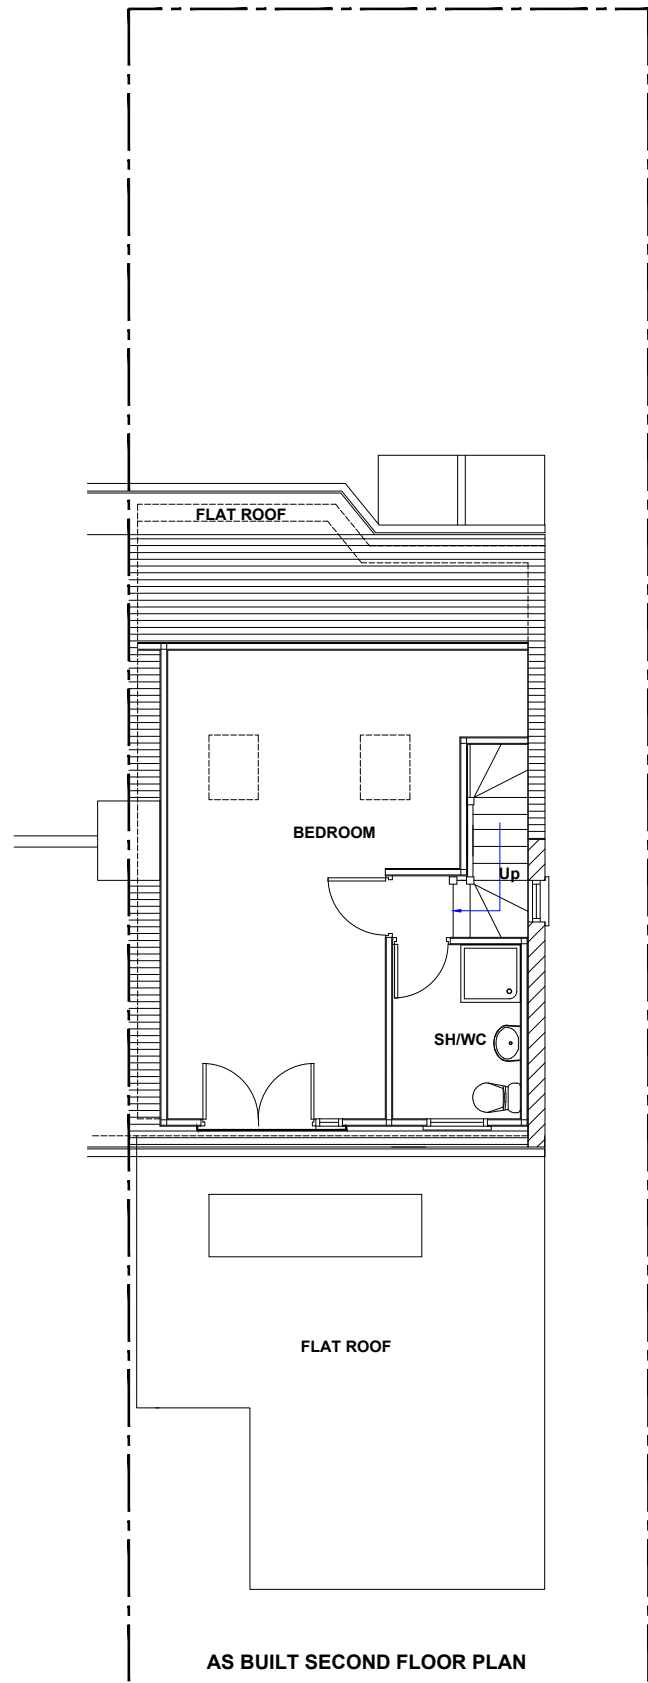 FLAT ROOF
BEDROOM
Up
SH/WC
FLAT ROOF
AS BUILT SECOND FLOOR PLAN